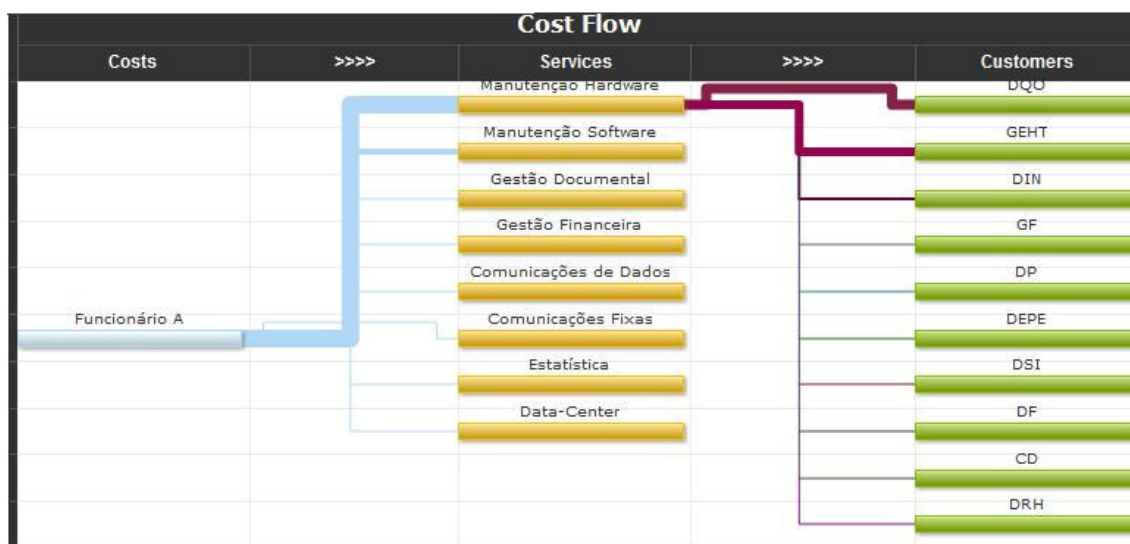 Cost Flow
Costs >>>> Services >>>> Customers
Manutenção Hardware DQO
Manutenção Software GEHT
Gestão Documental DIN
Gestão Financeira GF
Comunicações de Dados DP
Funcionário A Comunicações Fixas DEPE
Estatística DSI
Data-Center DF
CD
DRH